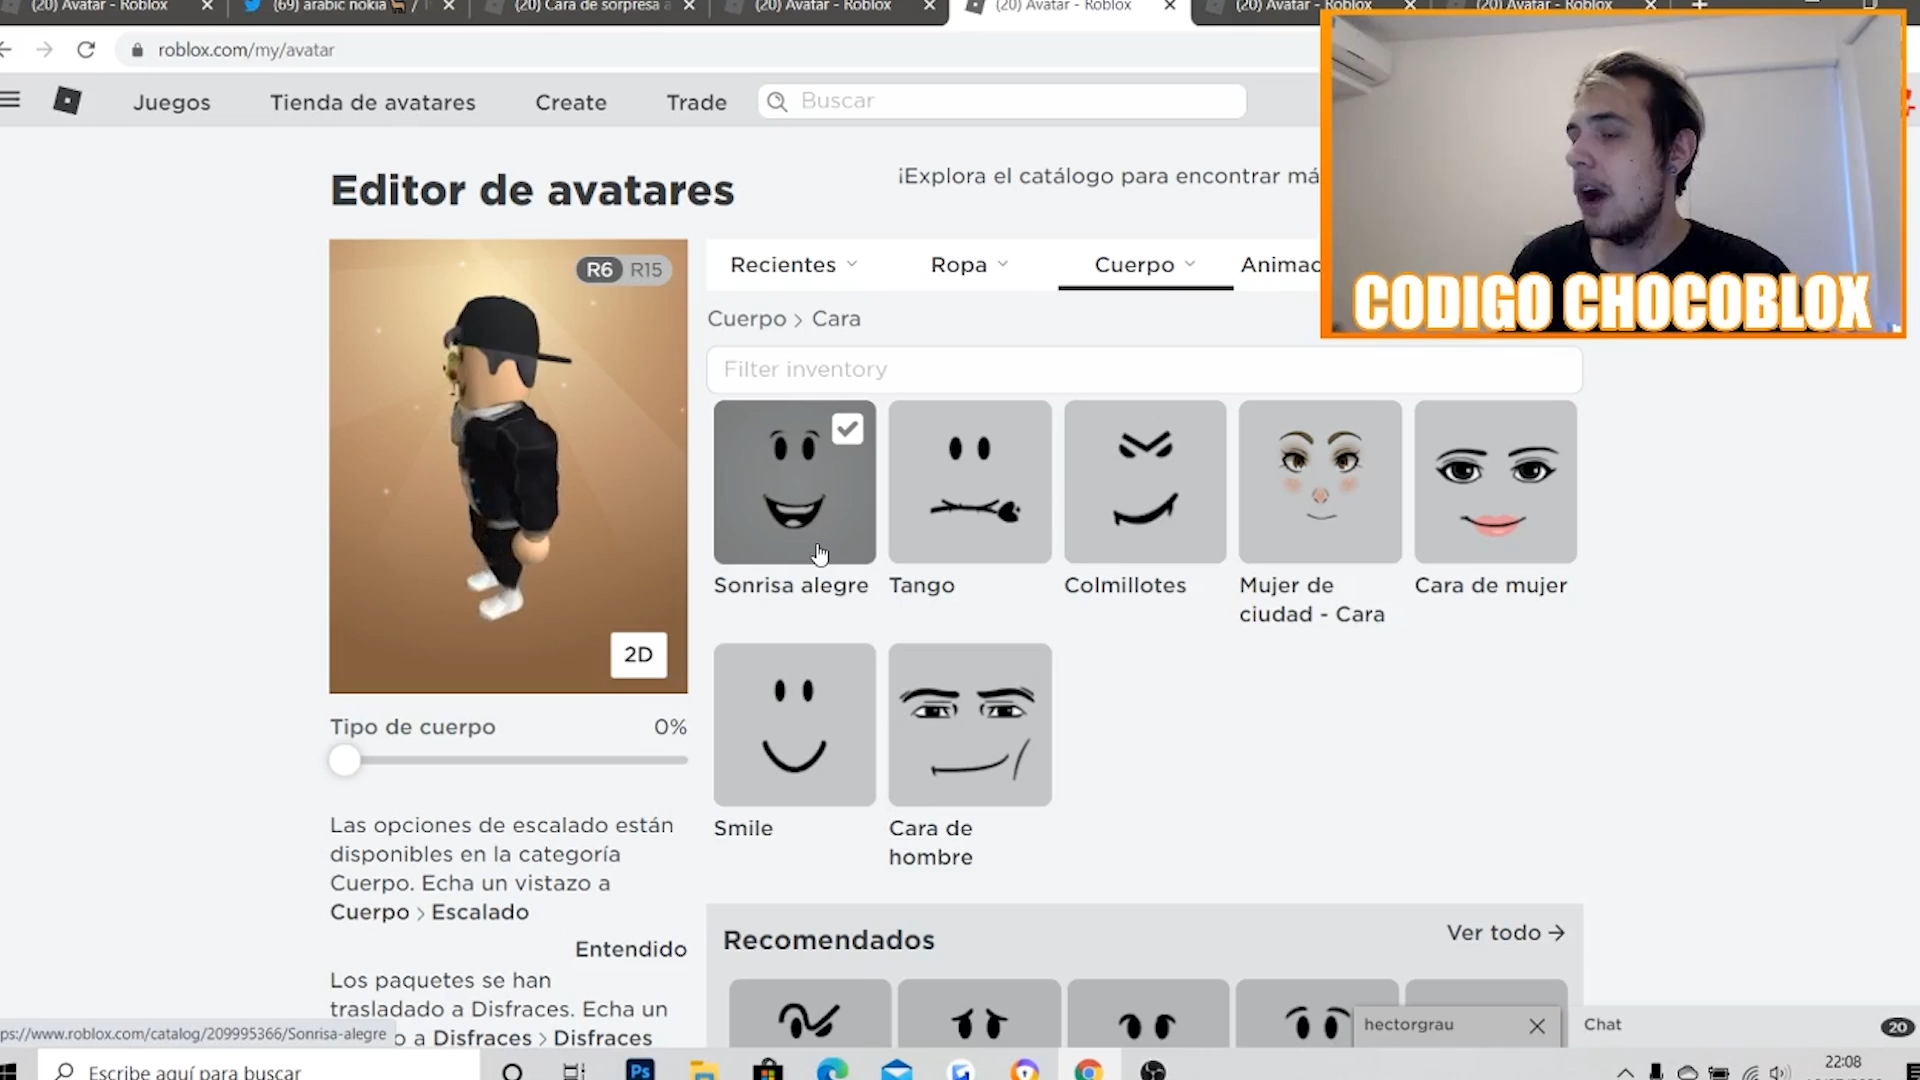 (20) Avatar - Roblox
(69) arabic nokia
(20) Cara de sorpresa
(20) Avatar - Roblox
(20) Avatar - Roblox
(20) Avatar - Roblox
(20) Avatar - Roblox
roblox.com/my/avatar
Juegos
Tienda de avatares
Create
Trade
Buscar
Editor de avatares
¡Explora el catálogo para encontrar má
CODIGO CHOCOBLOX
R6 R15
Recientes
Ropa
Cuerpo
Animac
Cuerpo > Cara
Filter inventory
Sonrisa alegre
Tango
Colmillotes
Mujer de
ciudad - Cara
Cara de mujer
2D
Tipo de cuerpo 0%
Smile
Cara de
hombre
Las opciones de escalado están
disponibles en la categoría
Cuerpo. Echa un vistazo a
Cuerpo > Escalado
Entendido
Recomendados
Ver todo →
Los paquetes se han
trasladado a Disfraces. Echa un
o a Disfraces > Disfraces
ps://www.roblox.com/catalog/209995366/Sonrisa-alegre
hectorgrau
Chat
20
Escribe aquí para buscar
Ps
22:08